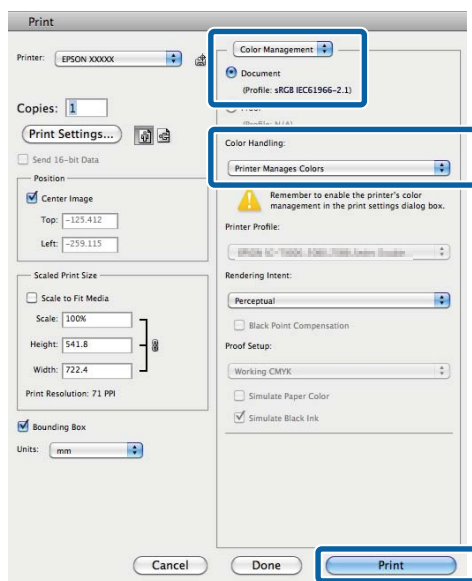 Print
Printer: EPSON XXXXX
Copies: 1
Print Settings...
Send 16-bit Data
Position
Center Image
Top: -125.412
Left: -259.115
Scaled Print Size
Scale to Fit Media
Scale: 100%
Height: 541.8
Width: 722.4
Print Resolution: 71 PPI
Bounding Box
Units: mm
Color Management
Document
(Profile: sRGB IEC61966-2.1)
Color Handling:
Printer Manages Colors
Remember to enable the printer's color
management in the print settings dialog box.
Printer Profile:
Rendering Intent:
Perceptual
Black Point Compensation
Proof Setup:
Working CMYK
Simulate Paper Color
Simulate Black Ink
Cancel
Done
Print